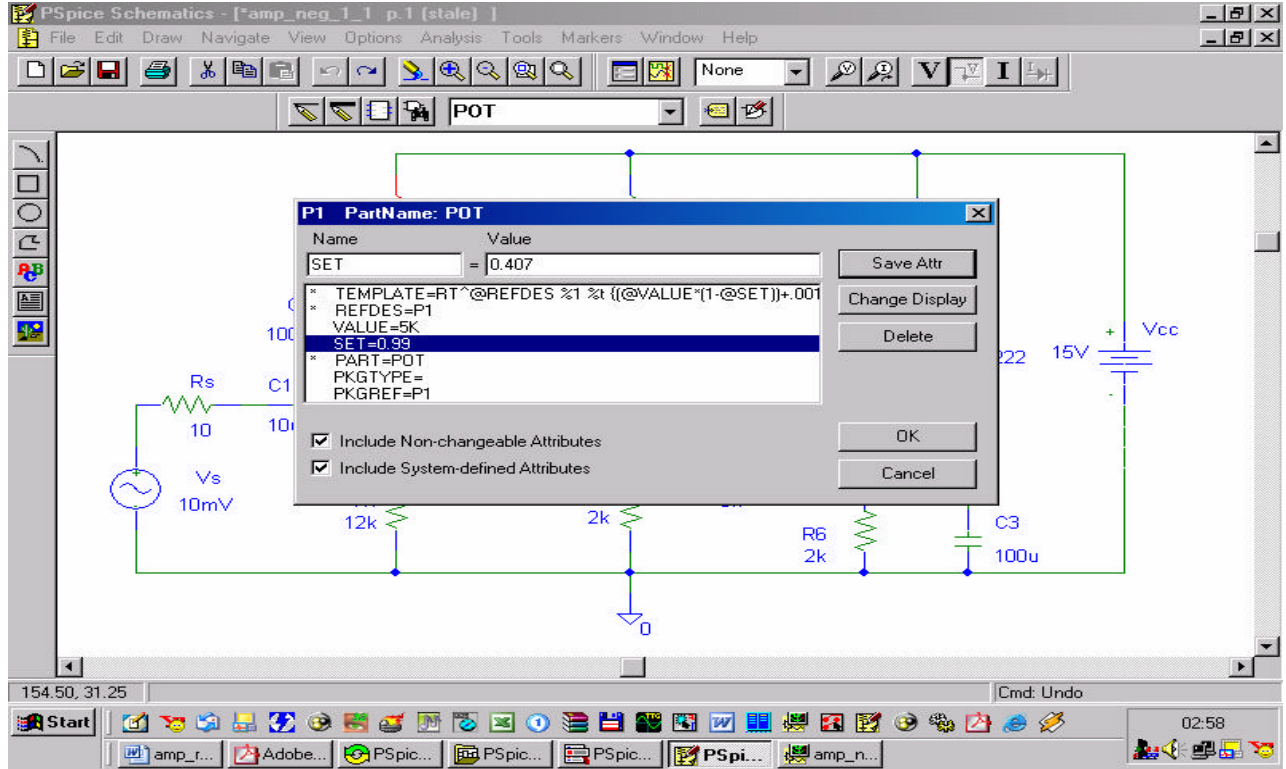 PSpice Schematics - [*amp_neg_1_1 p.1 (stale) ]
File Edit Draw Navigate View Options Analysis Tools Markers Window Help
None
V V I I
POT
P1 PartName: POT
Name Value
SET = 0.407
Save Attr
* TEMPLATE=RT^@REFDES %1 %t {(@VALUE*(1-@SET))+.001
* REFDES=P1
VALUE=5K
SET=0.99
* PART=POT
PKGTYPE=
PKGREF=P1
Change Display
Delete
Include Non-changeable Attributes
Include System-defined Attributes
OK
Cancel
100
222
+ Vcc
15V
-
Rs C1
10
Vs
10mV
12k
2k
R6
2k
C3
100u
0
154.50, 31.25 Cmd: Undo
Start 02:58
amp_r... Adobe... PSpic... PSpic... PSpic... PSpi... amp_n...